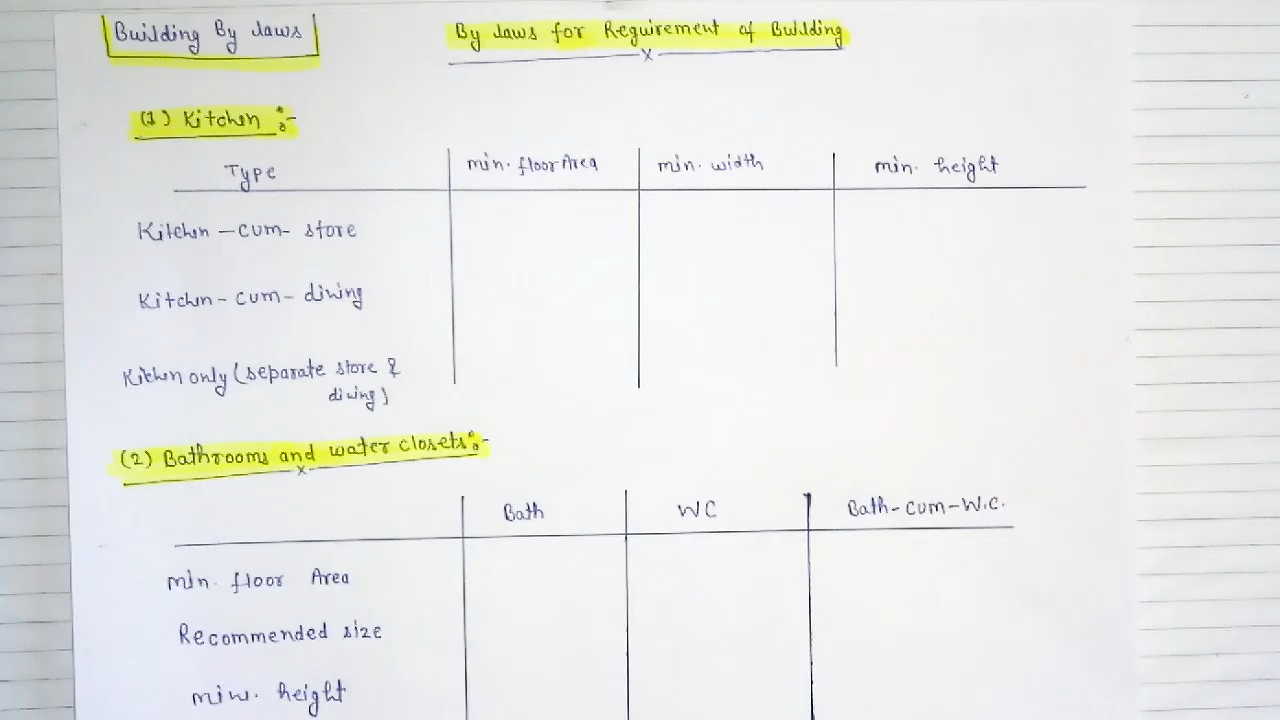 Building By laws
By laws for Requirement of Building
x
(1) Kitchen :-
Type min. floor Area min. width min. height
Kitchen-cum-store
Kitchen-cum-dining
Kitchen only (separate store &
dining)
(2) Bathrooms and water closets:-
x
Bath WC Bath-cum-W.C.
min. floor Area
Recommended size
min. height